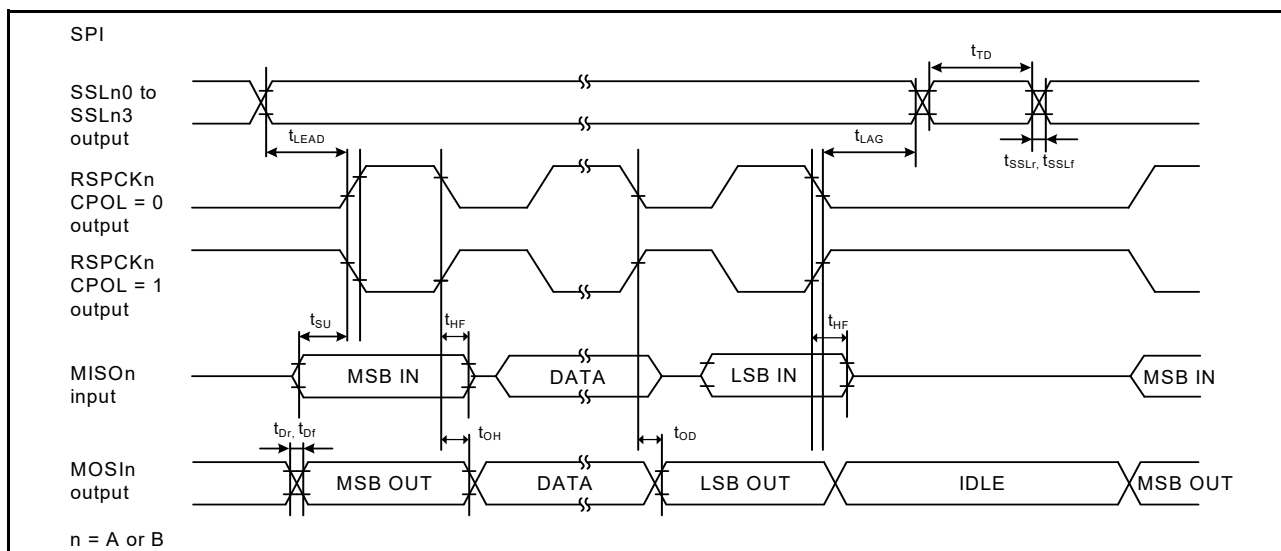 SPI
tTD
SSLn0 to
SSLn3
output
tLEAD
tLAG
tSSLr, tSSLf
RSPCKn
CPOL = 0
output
RSPCKn
CPOL = 1
output
tSU
tHF
tHF
MISOn
input
MSB IN
DATA
LSB IN
MSB IN
tDr, tDf
tOH
tOD
MOSIn
output
MSB OUT
DATA
LSB OUT
IDLE
MSB OUT
n = A or B